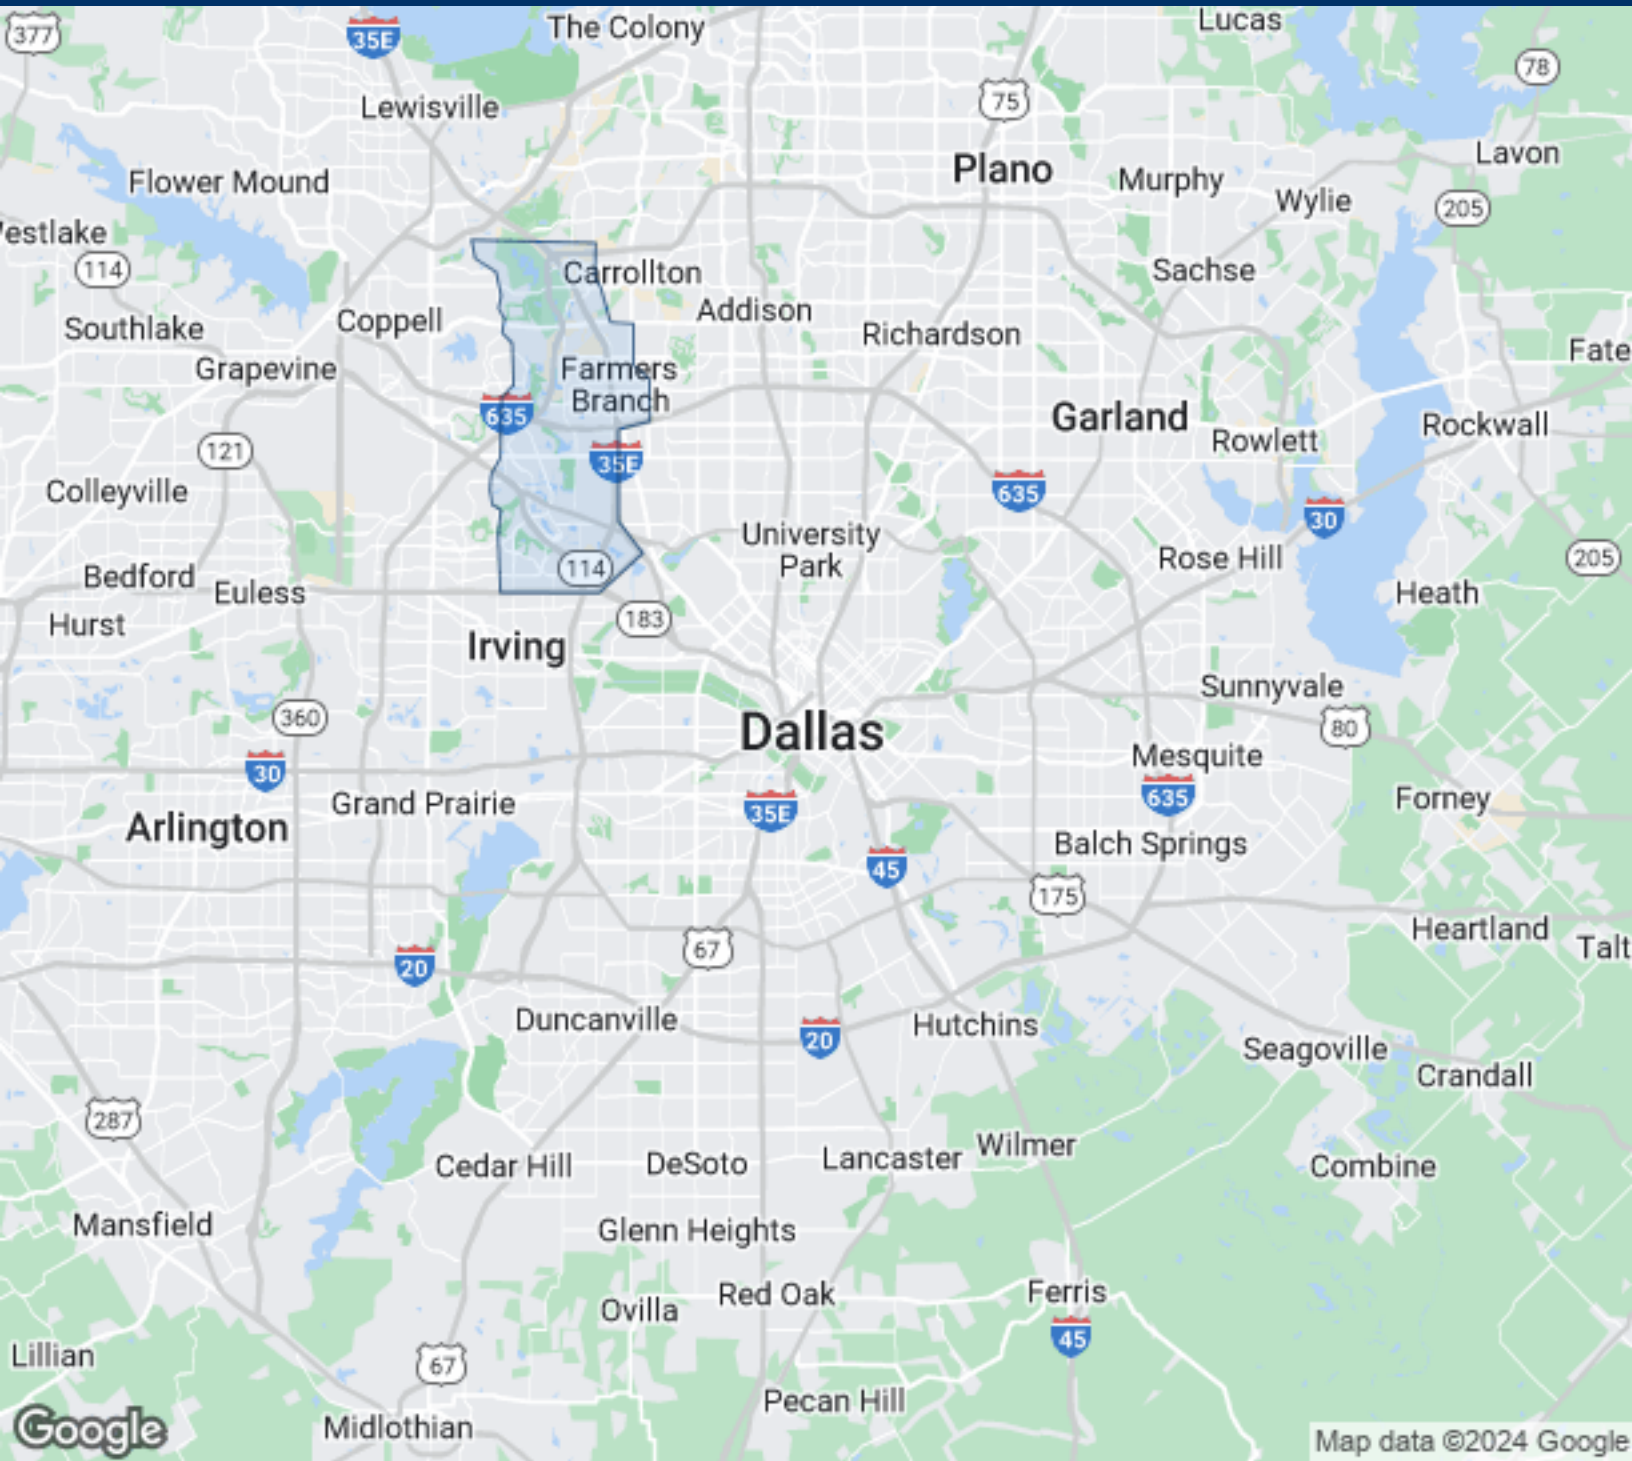 377
35E
The Colony
Lucas
78
75
Lewisville
Lavon
Plano
Murphy
Flower Mound
Wylie
205
estlake
114
Carrollton
Sachse
Addison
Coppell
Southlake
Richardson
Fate
Grapevine
Farmers
Branch
635
Garland
Rockwall
Rowlett
121
35E
Colleyville
635
30
University
Park
Rose Hill
205
114
Bedford
Euless
Heath
183
Hurst
Irving
Sunnyvale
360
80
Dallas
Mesquite
30
635
Grand Prairie
Forney
35E
Arlington
Balch Springs
45
175
Heartland
67
Talt
20
Duncanville
Hutchins
20
Seagoville
Crandall
287
Wilmer
Cedar Hill
DeSoto
Lancaster
Combine
Mansfield
Glenn Heights
Red Oak
Ferris
Ovilla
45
Lillian
67
Pecan Hill
Google
Midlothian
Map data ©2024 Google